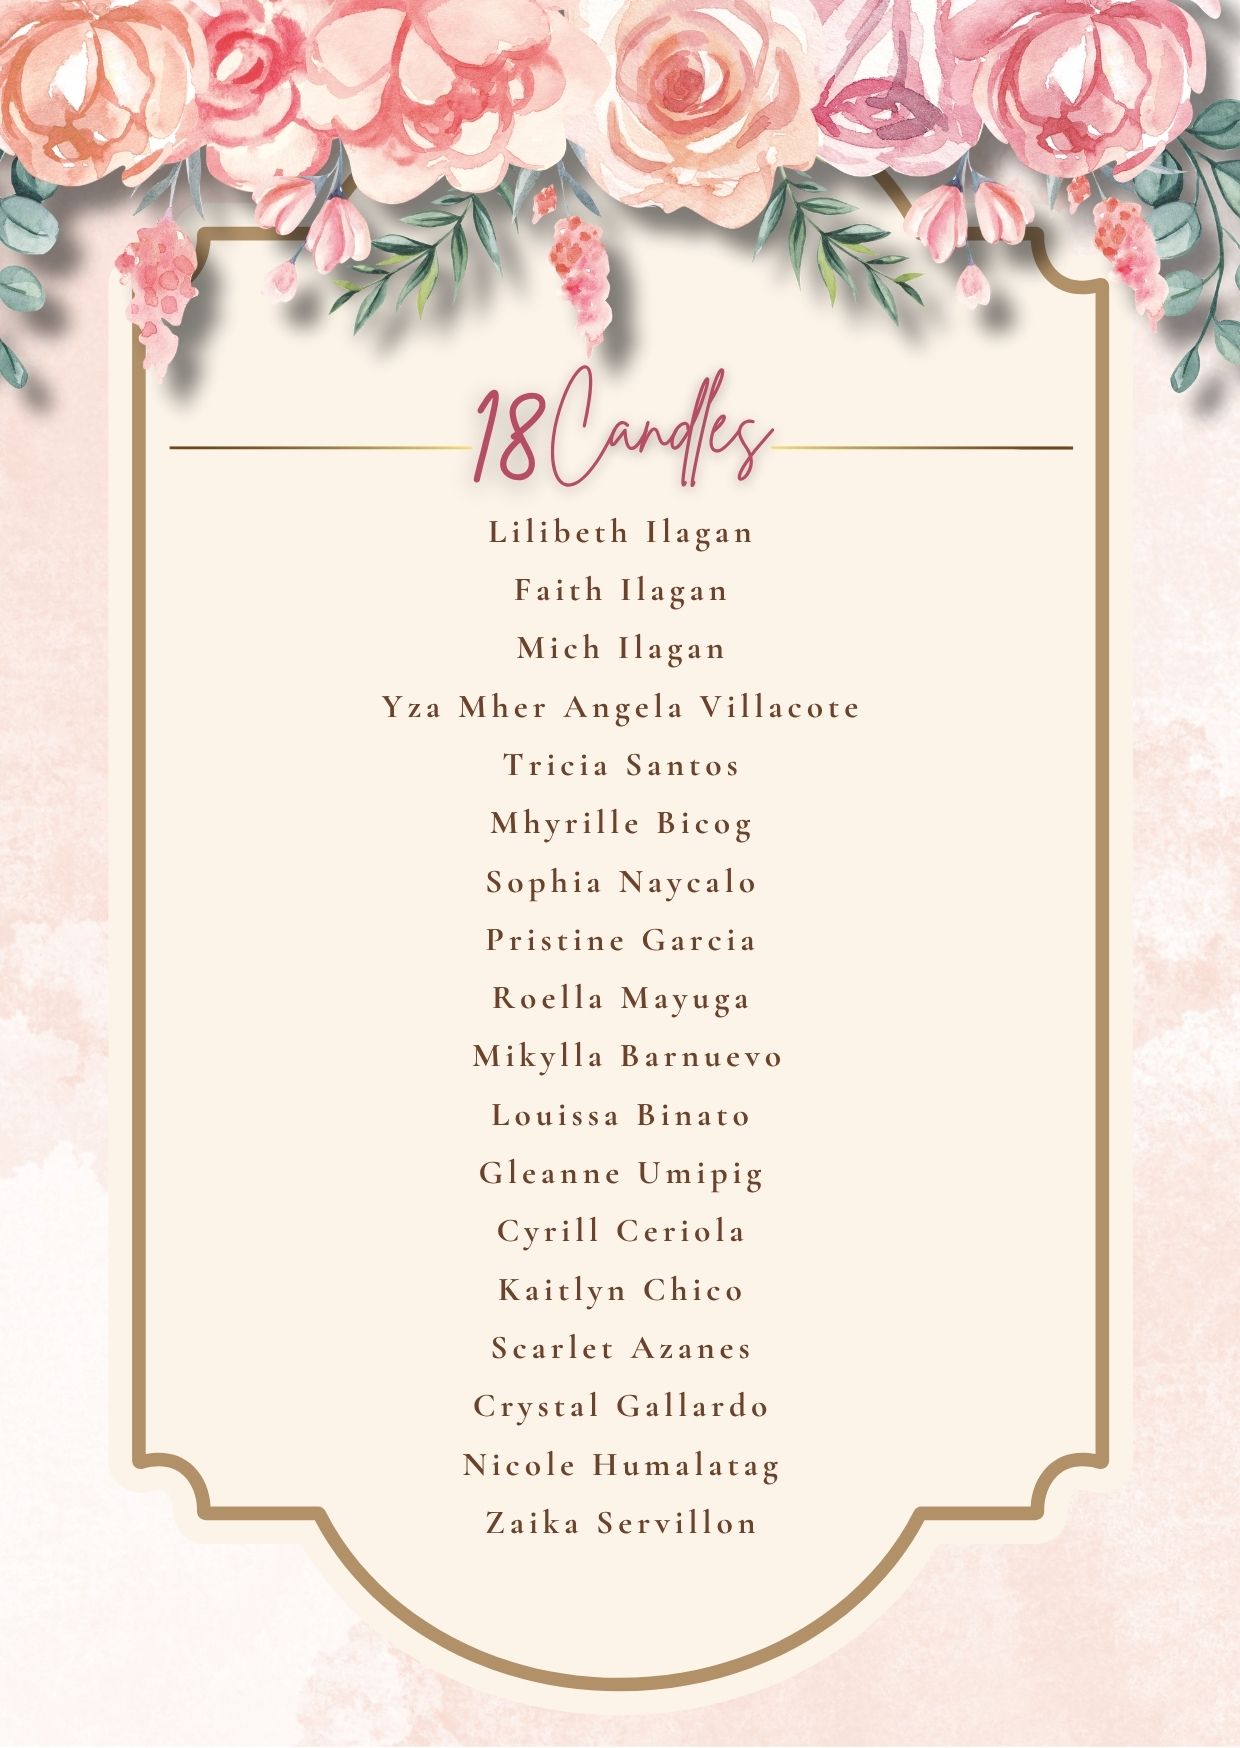 18 Candles
Lilibeth Ilagan
Faith Ilagan
Mich Ilagan
Yza Mher Angela Villacote
Tricia Santos
Mhyrille Bicog
Sophia Naycalo
Pristine Garcia
Roella Mayuga
Mikylla Barnuevo
Louissa Binato
Gleanne Umipig
Cyrill Ceriola
Kaitlyn Chico
Scarlet Azanes
Crystal Gallardo
Nicole Humalatag
Zaika Servillon